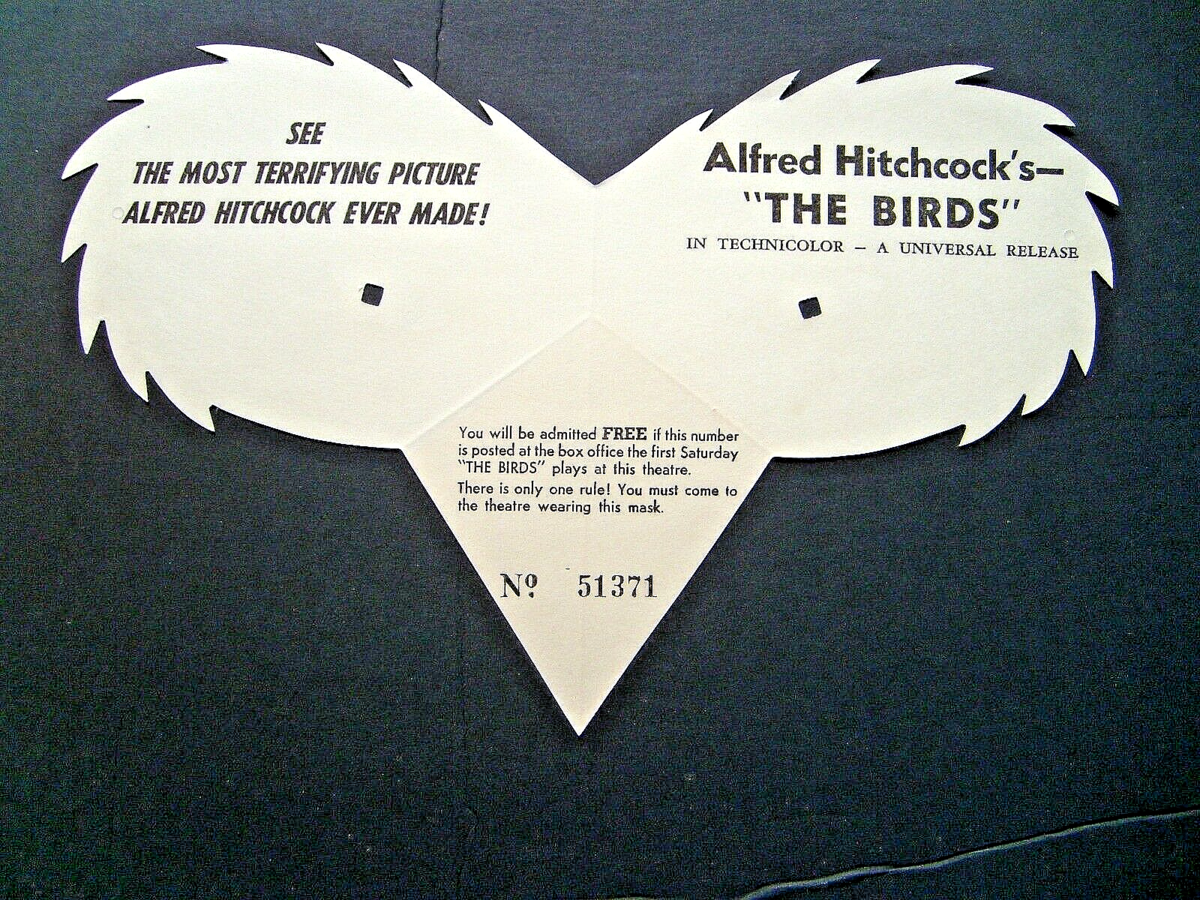 SEE
THE MOST TERRIFYING PICTURE
ALFRED HITCHCOCK EVER MADE!
Alfred Hitchcock's—
"THE BIRDS"
IN TECHNICOLOR — A UNIVERSAL RELEASE
You will be admitted FREE if this number
is posted at the box office the first Saturday
"THE BIRDS" plays at this theatre.
There is only one rule! You must come to
the theatre wearing this mask.
Nº 51371